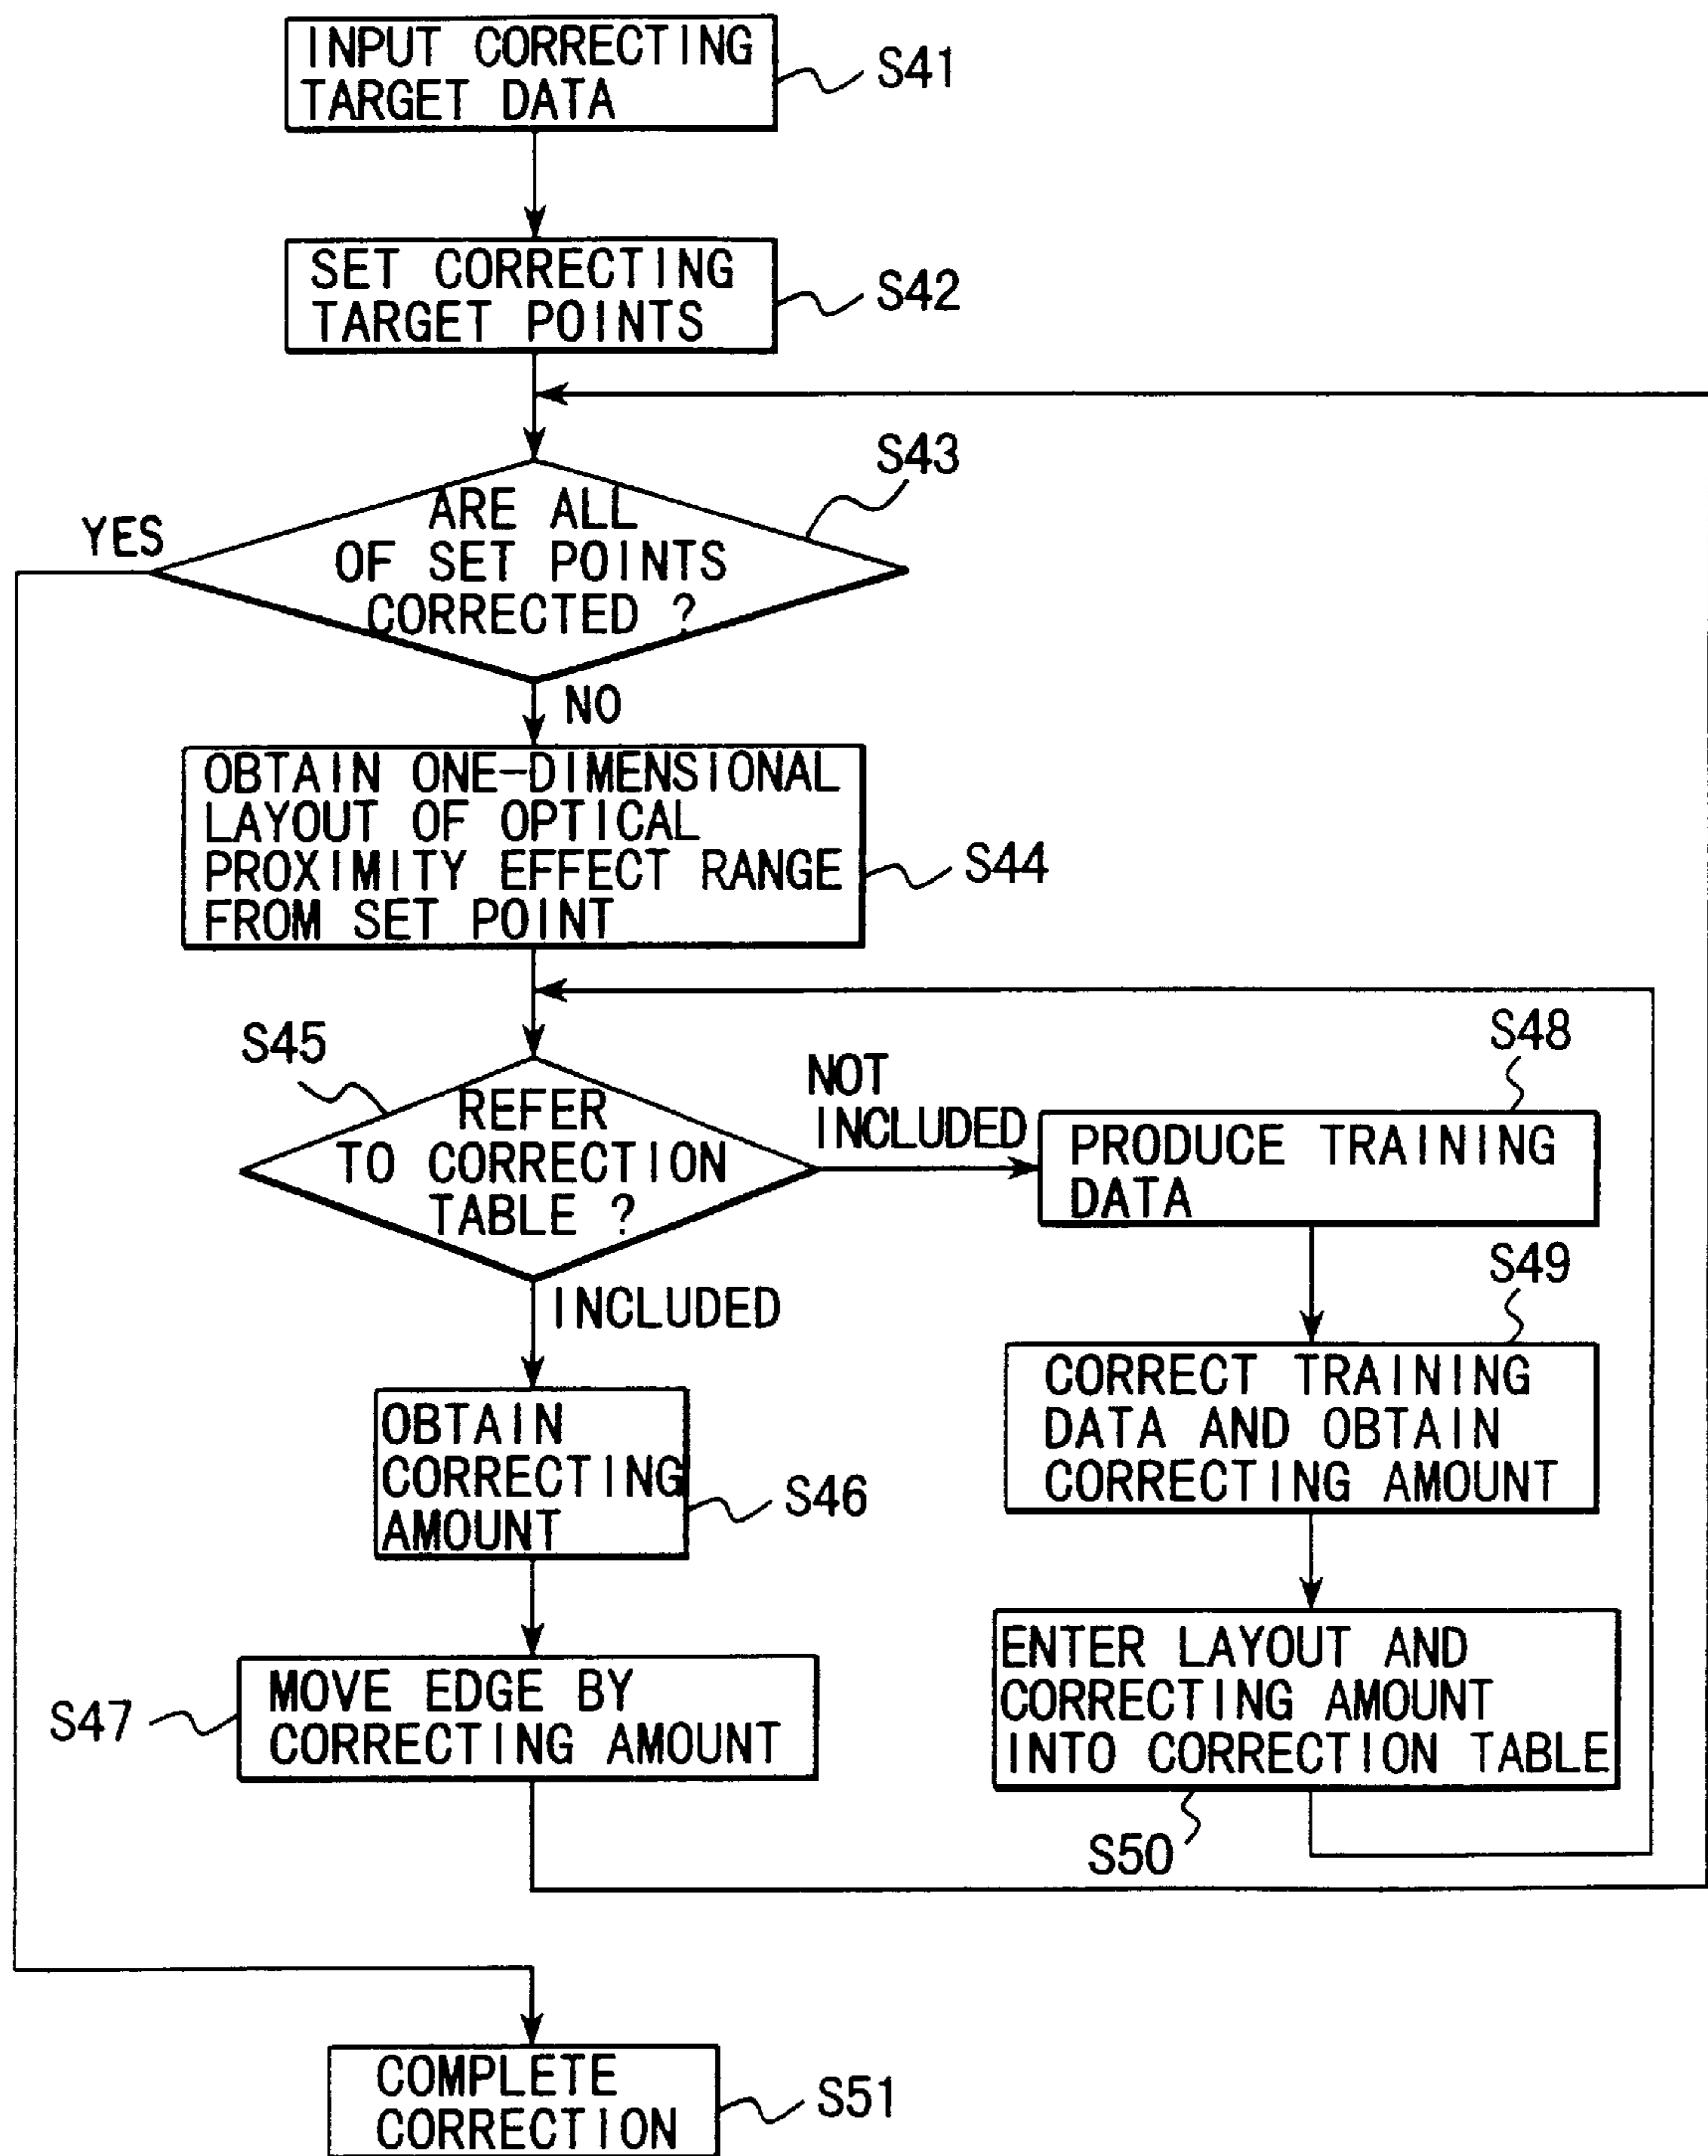 INPUT CORRECTING
TARGET DATA
S41
SET CORRECTING
TARGET POINTS
S42
S43
ARE ALL
OF SET POINTS
CORRECTED ?
YES
NO
OBTAIN ONE-DIMENSIONAL
LAYOUT OF OPTICAL
PROXIMITY EFFECT RANGE
FROM SET POINT
S44
S45
REFER
TO CORRECTION
TABLE ?
NOT
INCLUDED
INCLUDED
S48
PRODUCE TRAINING
DATA
S49
CORRECT TRAINING
DATA AND OBTAIN
CORRECTING AMOUNT
OBTAIN
CORRECTING
AMOUNT
S46
ENTER LAYOUT AND
CORRECTING AMOUNT
INTO CORRECTION TABLE
S50
S47
MOVE EDGE BY
CORRECTING AMOUNT
COMPLETE
CORRECTION
S51